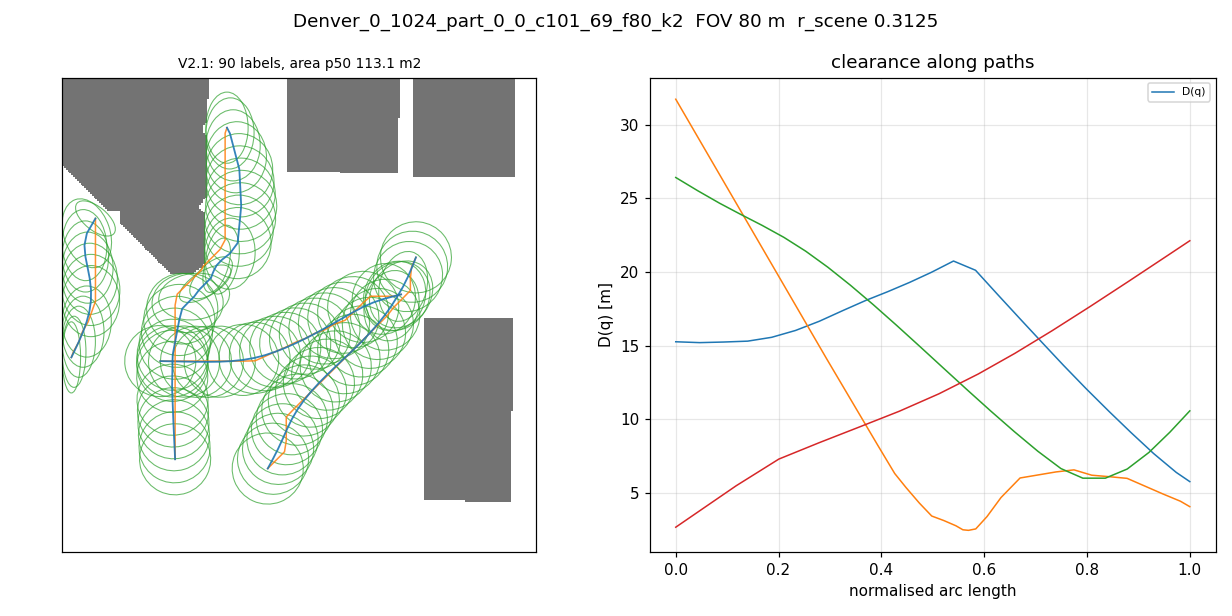 Denver_0_1024_part_0_0_c101_69_f80_k2  FOV 80 m  r_scene 0.3125
V2.1: 90 labels, area p50 113.1 m2
clearance along paths
D(q)
30
25
20
15
10
5
D(q) [m]
0.0 0.2 0.4 0.6 0.8 1.0
normalised arc length